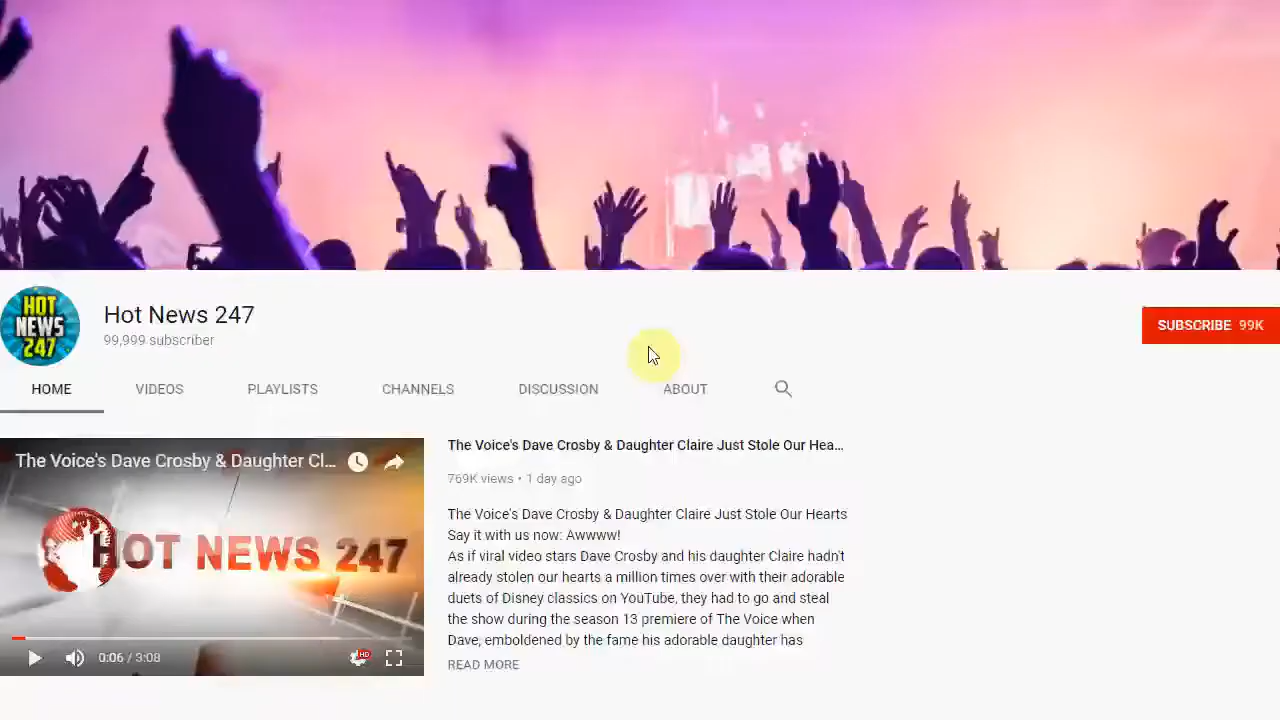 HOT
NEWS
247
Hot News 247
99,999 subscriber
SUBSCRIBE 99K
HOME VIDEOS PLAYLISTS CHANNELS DISCUSSION ABOUT
The Voice's Dave Crosby & Daughter Cl...
HOT NEWS 247
HD
0:06 / 3:08
The Voice's Dave Crosby & Daughter Claire Just Stole Our Hea...
769K views • 1 day ago
The Voice's Dave Crosby & Daughter Claire Just Stole Our Hearts
Say it with us now: Awwww!
As if viral video stars Dave Crosby and his daughter Claire hadn't
already stolen our hearts a million times over with their adorable
duets of Disney classics on YouTube, they had to go and steal
the show during the season 13 premiere of The Voice when
Dave, emboldened by the fame his adorable daughter has
READ MORE